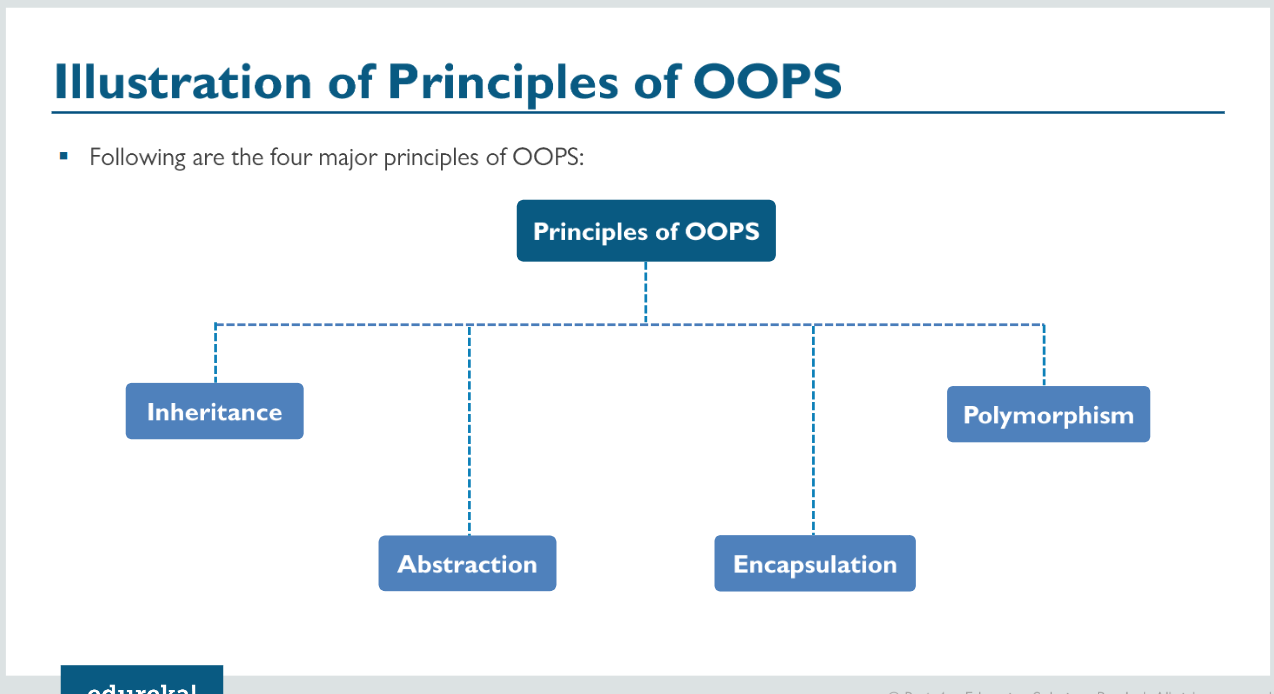 Illustration of Principles of OOPS
Following are the four major principles of OOPS:
Principles of OOPS
Inheritance
Polymorphism
Abstraction
Encapsulation
edureka!